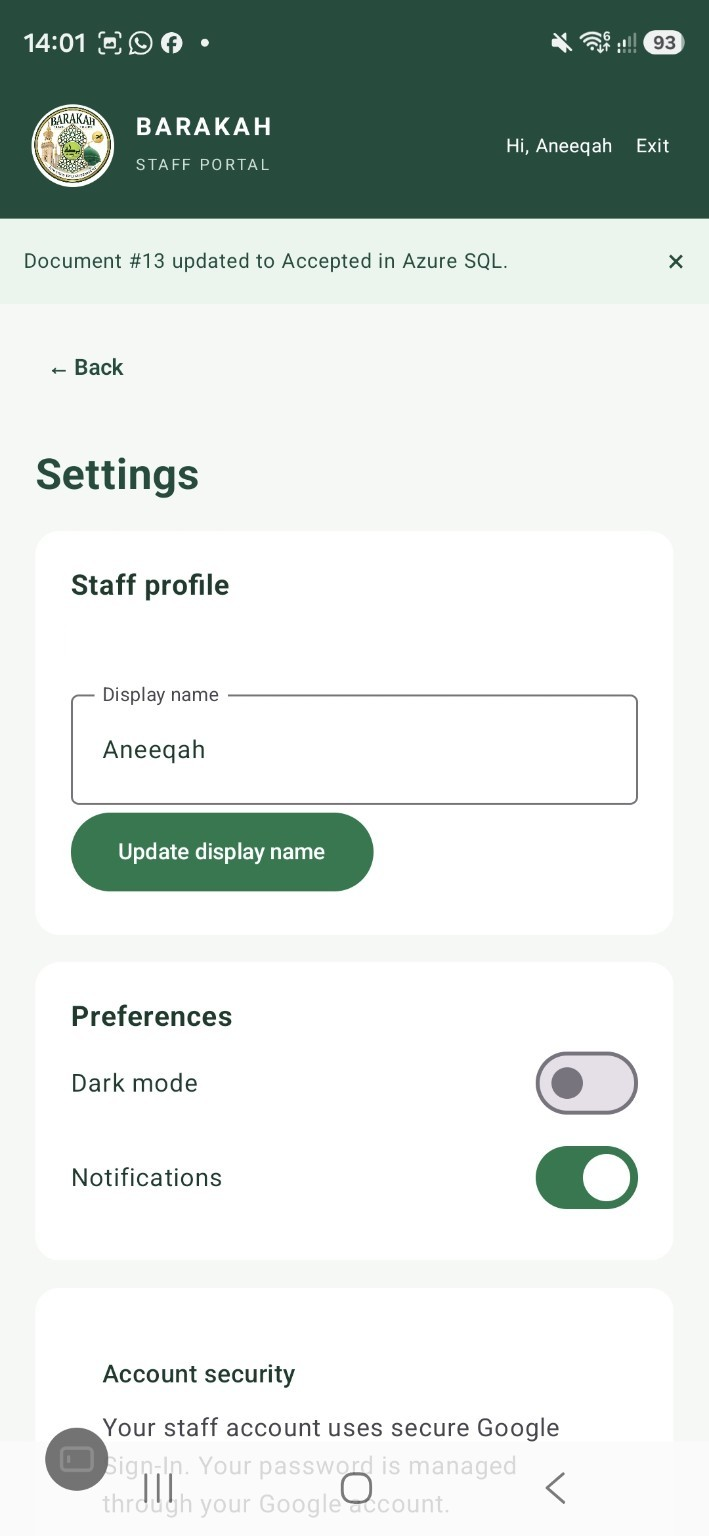 14:01
93
BARAKAH
BARAKAH
STAFF PORTAL
Hi, Aneeqah
Exit
Document #13 updated to Accepted in Azure SQL.
×
← Back
Settings
Staff profile
Display name
Aneeqah
Update display name
Preferences
Dark mode
Notifications
Account security
Your staff account uses secure Google
Sign-In. Your password is managed
through your Google account.